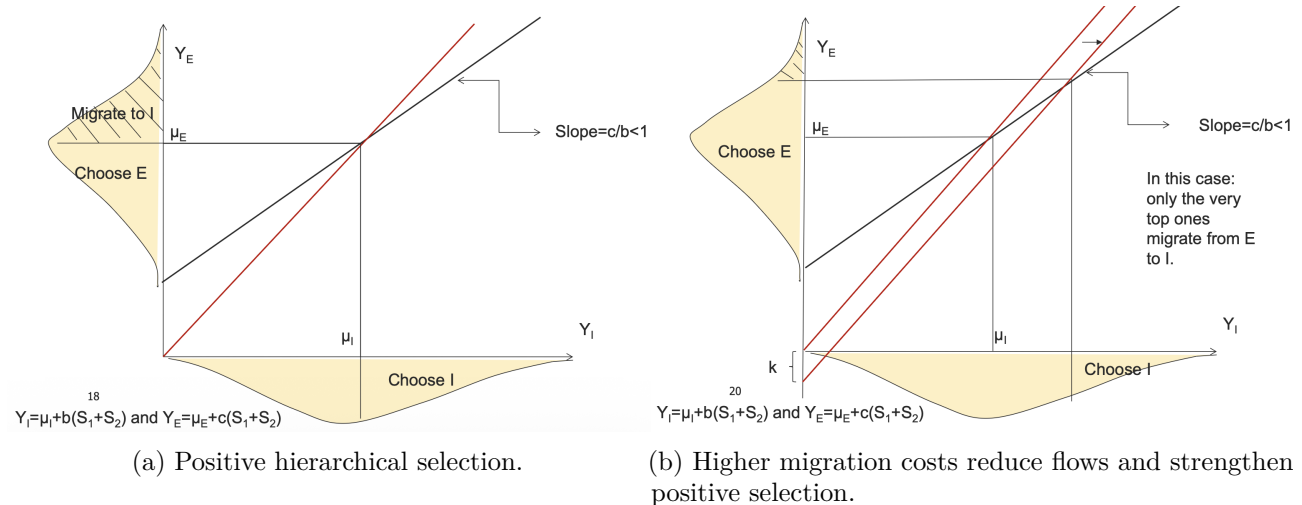 Y_E
Migrate to I
μ_E
Choose E
Slope=c/b<1
μ_I
Y_I
Choose I
18
Y_I=μ_I+b(S_1+S_2) and Y_E=μ_E+c(S_1+S_2)
(a) Positive hierarchical selection.
Y_E
μ_E
Choose E
Slope=c/b<1
In this case:
only the very
top ones
migrate from E
to I.
μ_I
Y_I
k
Choose I
20
Y_I=μ_I+b(S_1+S_2) and Y_E=μ_E+c(S_1+S_2)
(b) Higher migration costs reduce flows and strengthen
positive selection.